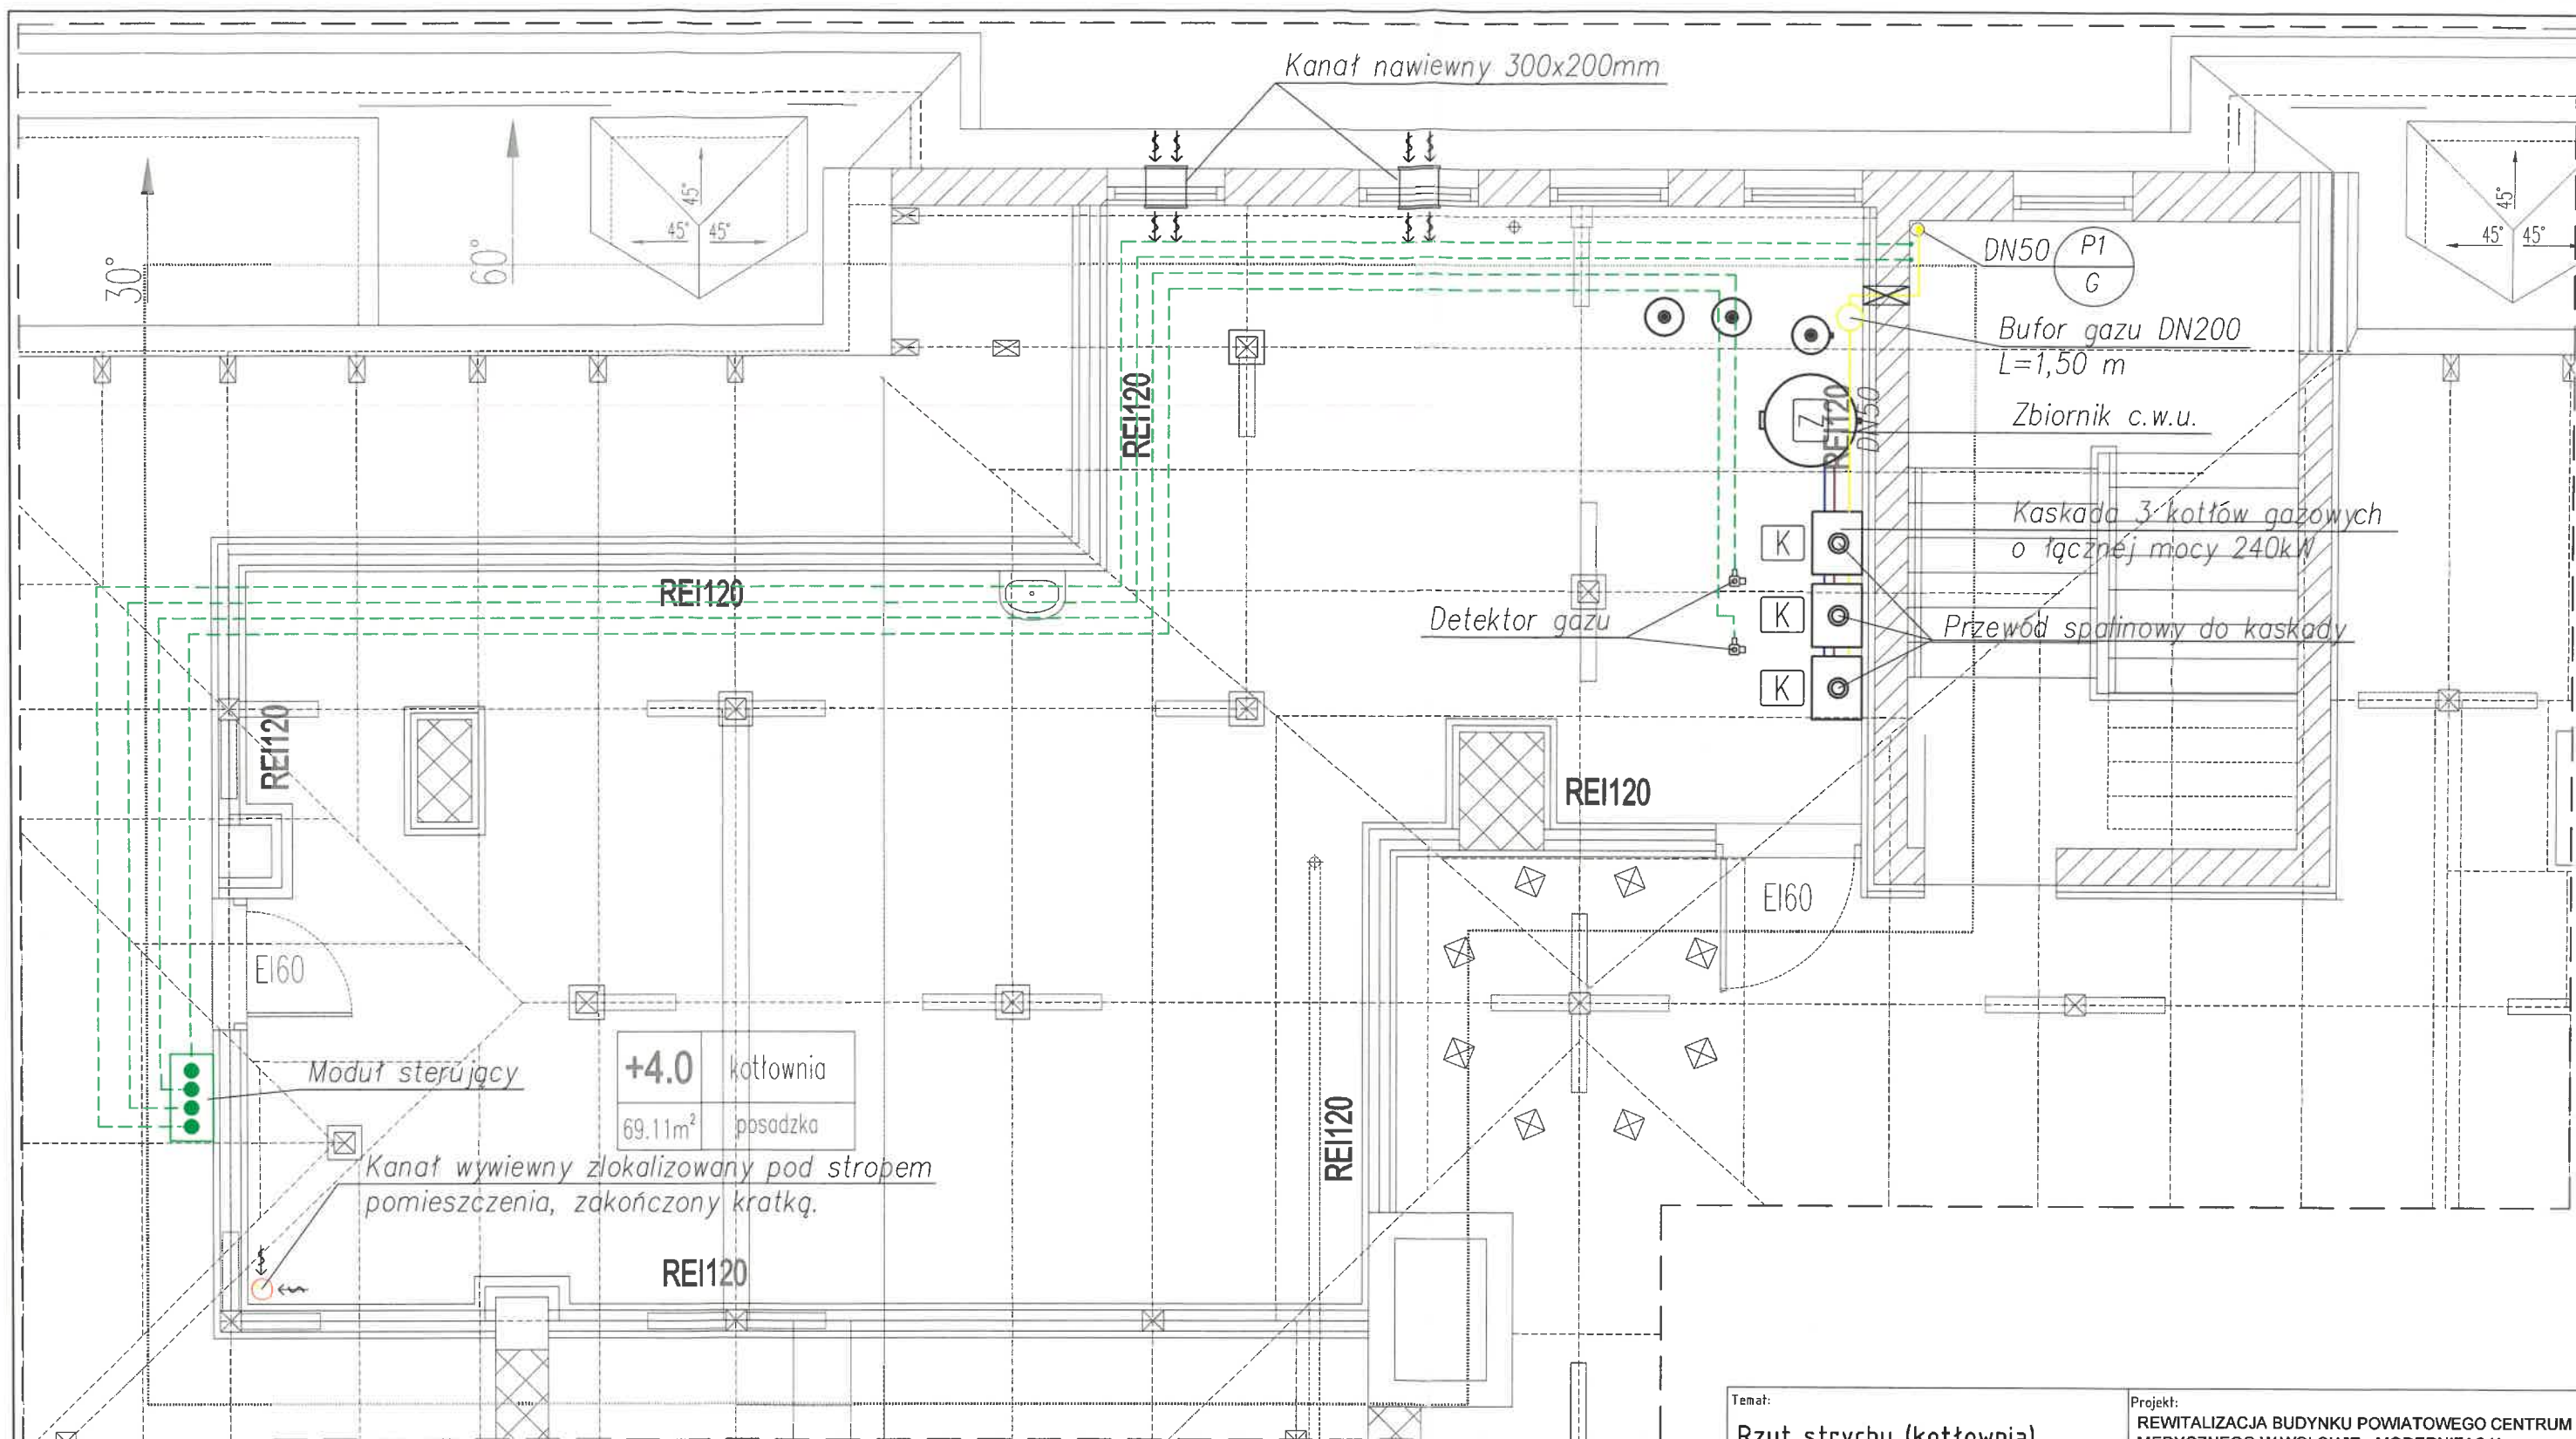 Kanał nawiewny 300x200mm
30°
60°
45°
45° 45°
45°
45° 45°
DN50
P1
G
Bufor gazu DN200
L=1,50 m
REI120
REI120
DN50
Z
Zbiornik c.w.u.
Kaskada 3 kotłów gazowych
o łącznej mocy 240kW
K
K
K
REI120
Detektor gazu
Przewód spalinowy do kaskady
REI120
REI120
EI60
EI60
Moduł sterujący
+4.0 kotłownia
69.11m² posadzka
REI120
Kanał wywiewny zlokalizowany pod stropem
pomieszczenia, zakończony kratką.
REI120
Temat:
Rzut strychu (kotłownia)
Projekt:
REWITALIZACJA BUDYNKU POWIATOWEGO CENTRUM